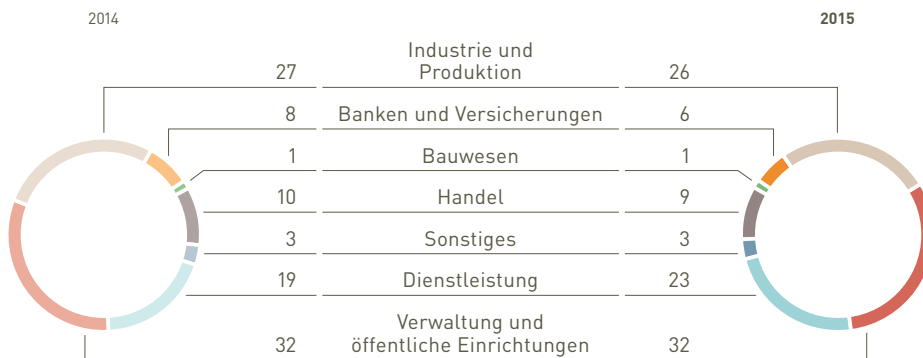 2014 2015
Industrie und
27 Produktion 26
8 Banken und Versicherungen 6
1 Bauwesen 1
10 Handel 9
3 Sonstiges 3
19 Dienstleistung 23
Verwaltung und
32 öffentliche Einrichtungen 32